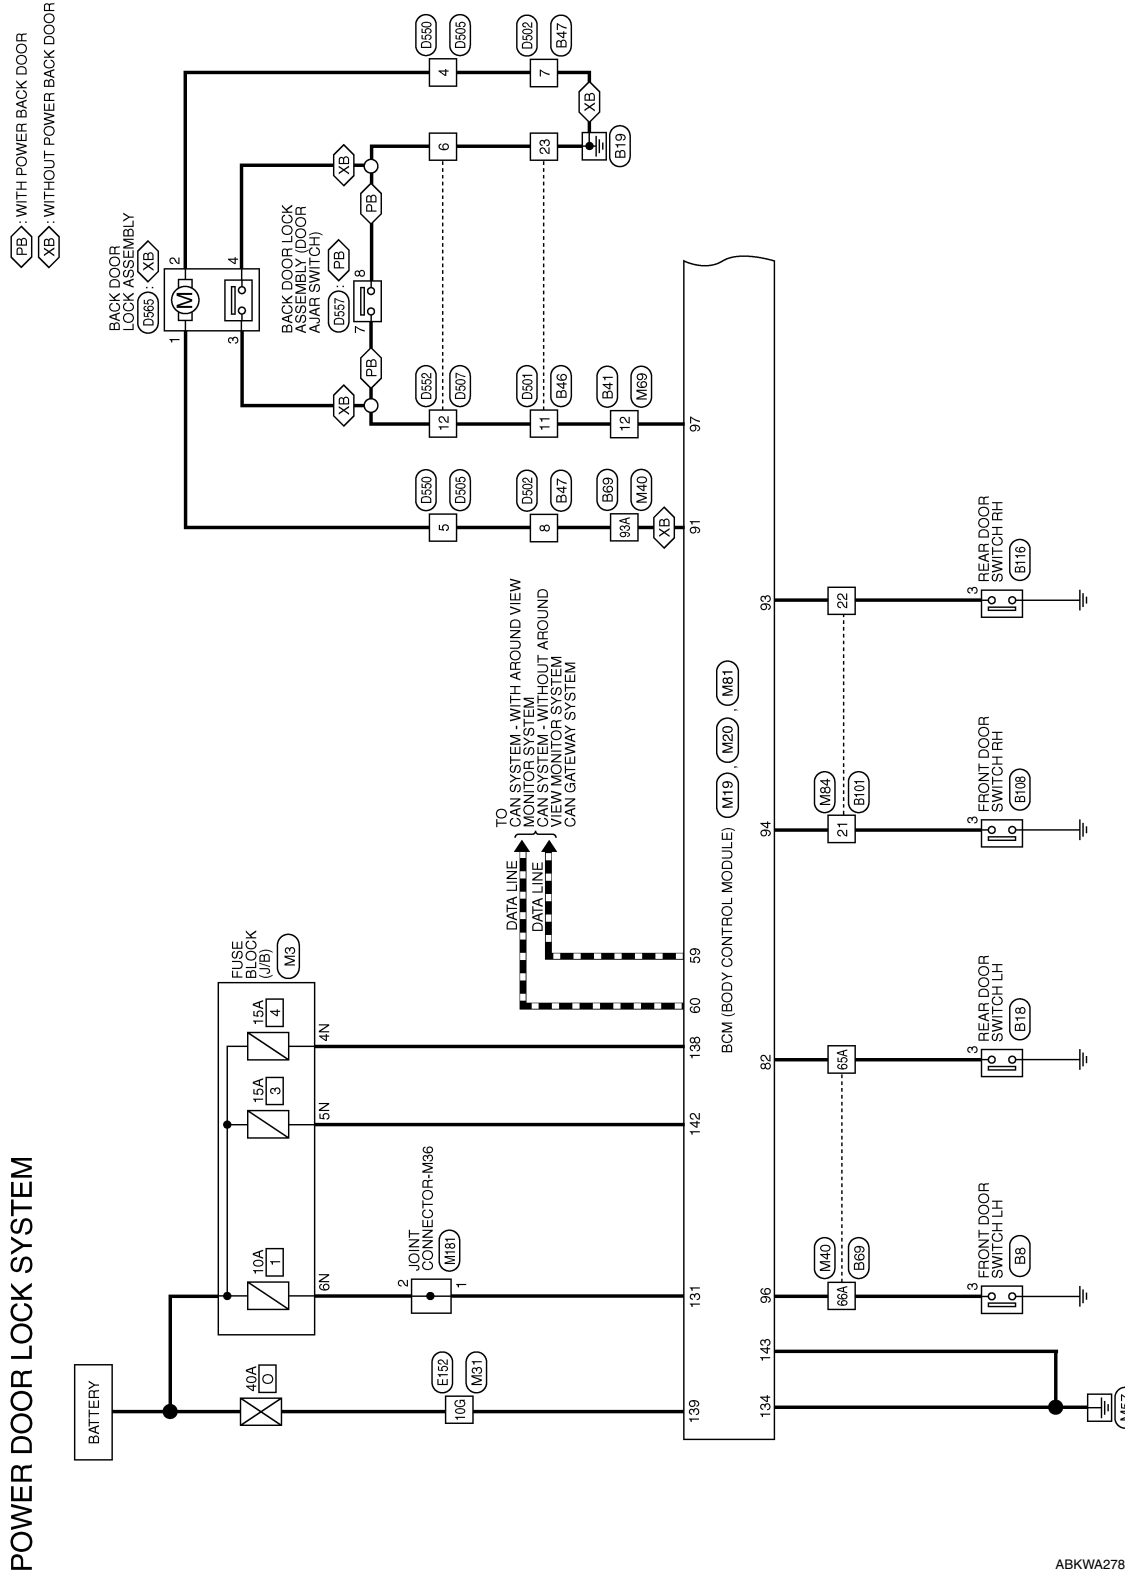 POWER DOOR LOCK SYSTEM
PB : WITH POWER BACK DOOR
XB : WITHOUT POWER BACK DOOR
BATTERY
40A
O
E152
10G
M31
139
FUSE
BLOCK
(J/B)
M3
10A
1
15A
3
15A
4
6N
5N
4N
2
JOINT
CONNECTOR-M36
M181
1
131
142
138
60
59
DATA LINE
DATA LINE
TO
CAN SYSTEM - WITH AROUND VIEW
MONITOR SYSTEM
CAN SYSTEM - WITHOUT AROUND
VIEW MONITOR SYSTEM
CAN GATEWAY SYSTEM
BACK DOOR
LOCK ASSEMBLY
D565 : XB
1
2
M
3
4
BACK DOOR LOCK
ASSEMBLY (DOOR
AJAR SWITCH)
D557 : PB
7
8
XB
PB
PB
XB
D550
5
D505
D552
12
D507
6
D550
4
D505
D502
8
B47
D501
11
B46
23
D502
7
B47
B69
93A
M40
B41
12
M69
XB
XB
B19
91
97
BCM (BODY CONTROL MODULE) M19 , M20 , M81
134
143
96
82
94
93
M40
66A
B69
65A
M84
21
B101
22
3
FRONT DOOR
SWITCH LH
B8
3
REAR DOOR
SWITCH LH
B18
3
FRONT DOOR
SWITCH RH
B108
3
REAR DOOR
SWITCH RH
B116
ABKWA278